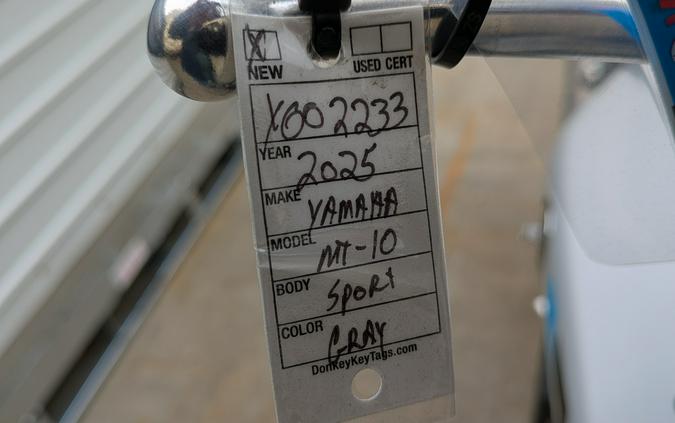 X
NEW USED CERT
X002233
YEAR 2025
MAKE YAMAHA
MODEL MT-10
BODY SPORT
COLOR GRAY
DonkeyKeyTags.com